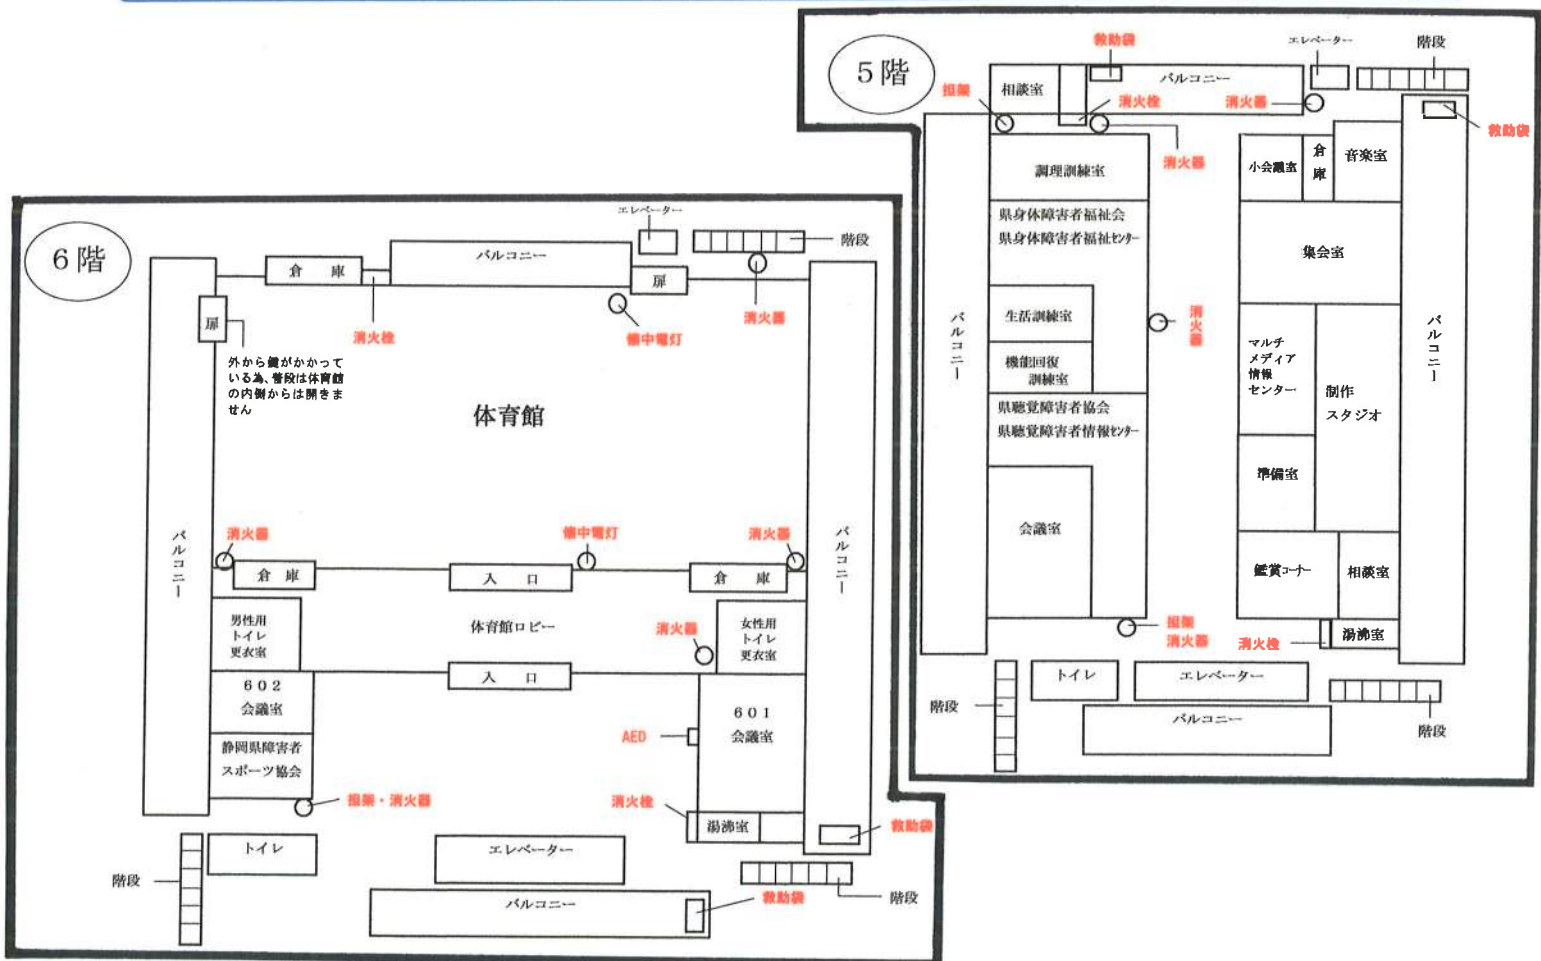 5階
救助袋
エレベーター
階段
相談室
バルコニー
担架
消火栓
消火器
救助袋
消火器
調理訓練室
小会議室
倉庫
音楽室
県身体障害者福祉会
県身体障害者福祉センター
集会室
生活訓練室
消火器
機能回復
訓練室
バルコニー
バルコニー
マルチ
メディア
情報
センター
制作
スタジオ
県聴覚障害者協会
県聴覚障害者情報センター
準備室
会議室
鑑賞コーナー
相談室
担架
消火器
消火栓
湯沸室
トイレ
エレベーター
階段
バルコニー
階段
6階
エレベーター
階段
倉 庫
バルコニー
扉
扉
消火栓
懐中電灯
消火器
外から鍵がかかって
いる為、普段は体育館
の内側からは開きま
せん
体育館
バルコニー
バルコニー
消火器
懐中電灯
消火器
倉 庫
入 口
倉 庫
男性用
トイレ
更衣室
体育館ロビー
消火器
女性用
トイレ
更衣室
入 口
602
会議室
601
会議室
AED
静岡県障害者
スポーツ協会
担架・消火器
消火栓
湯沸室
救助袋
トイレ
エレベーター
階段
バルコニー
救助袋
階段